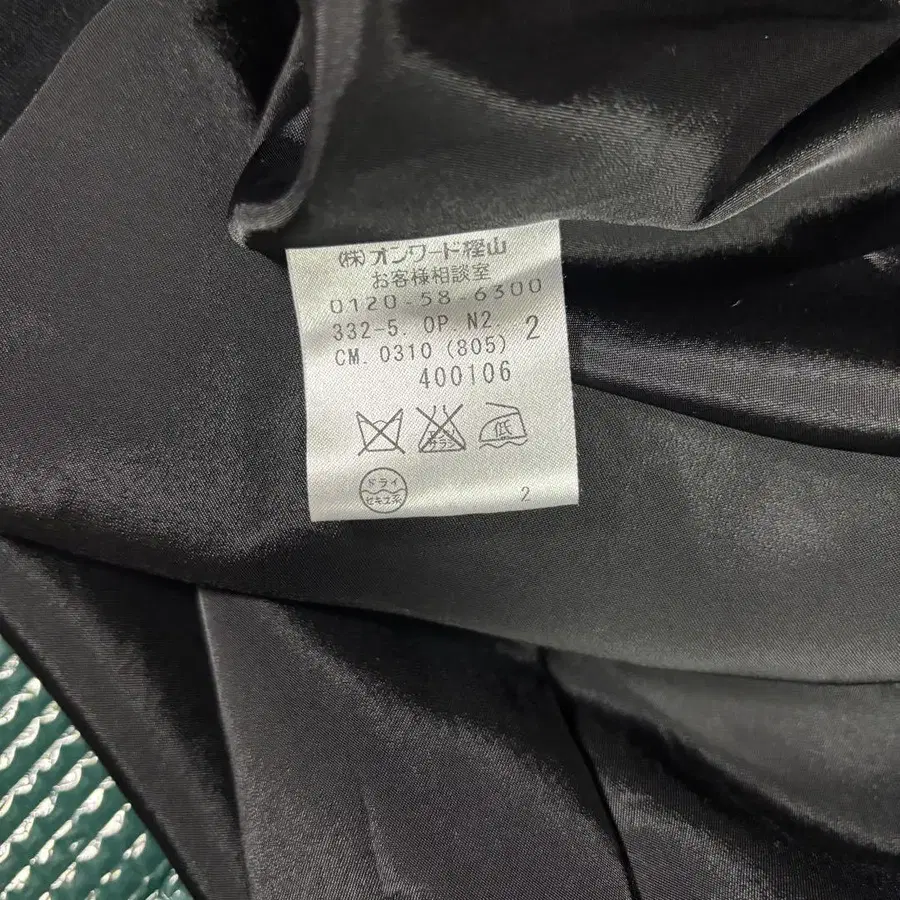 (株)オンワード樫山
お客様相談室
0120-58-6300
332-5. OP. N2. 2
CM. 0310 (805)
400106
低
ドライ
セキユ系
2